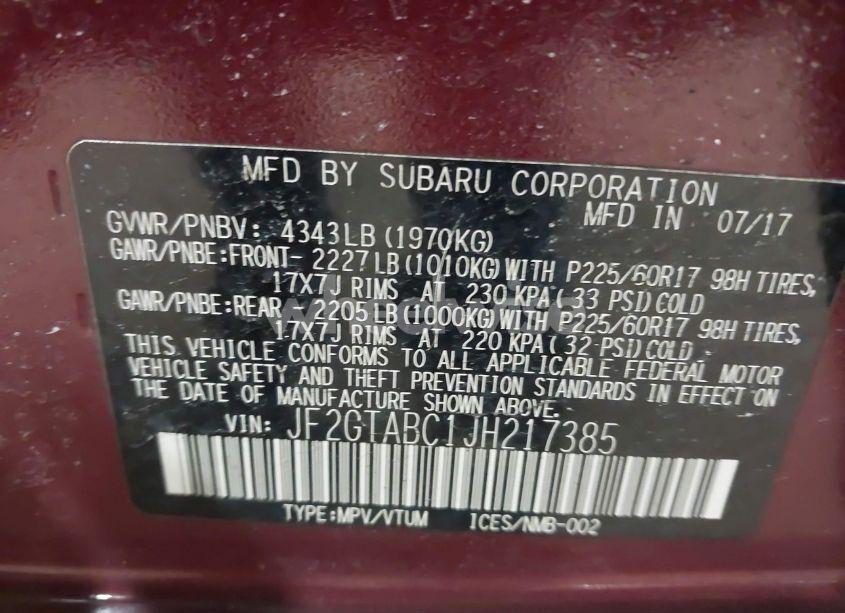 MFD BY SUBARU CORPORATION
MFD IN 07/17
GVWR/PNBV: 4343LB (1970KG)
GAWR/PNBE:FRONT- 2227LB(1010KG)WITH P225/60R17 98H TIRES,
17X7J RIMS AT 230 KPA( 33 PSI)COLD
GAWR/PNBE:REAR - 2205LB(1000KG)WITH P225/60R17 98H TIRES,
17X7J RIMS AT 220 KPA( 32 PSI)COLD .
THIS VEHICLE CONFORMS TO ALL APPLICABLE FEDERAL MOTOR
VEHICLE SAFETY AND THEFT PREVENTION STANDARDS IN EFFECT ON
THE DATE OF MANUFACTURE SHOWN ABOVE.
VIN: JF2GTABC1JH217385
TYPE:MPV/VTUM ICES/NMB-002